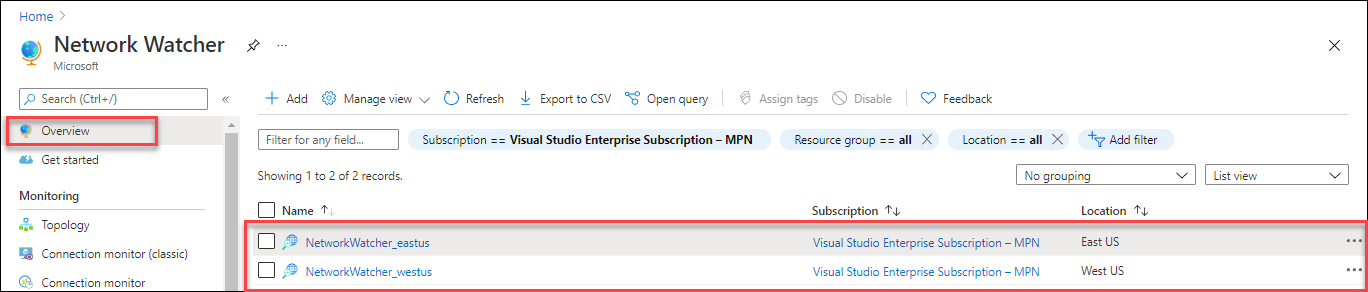 Home
Network Watcher
Microsoft
Search (Ctrl+/)
Overview
Get started
Monitoring
Topology
Connection monitor (classic)
Connection monitor
Add Manage view Refresh Export to CSV Open query Assign tags Disable Feedback
Filter for any field... Subscription == Visual Studio Enterprise Subscription – MPN Resource group == all Location == all Add filter
Showing 1 to 2 of 2 records. No grouping List view
Name Subscription Location
NetworkWatcher_eastus Visual Studio Enterprise Subscription – MPN East US
NetworkWatcher_westus Visual Studio Enterprise Subscription – MPN West US